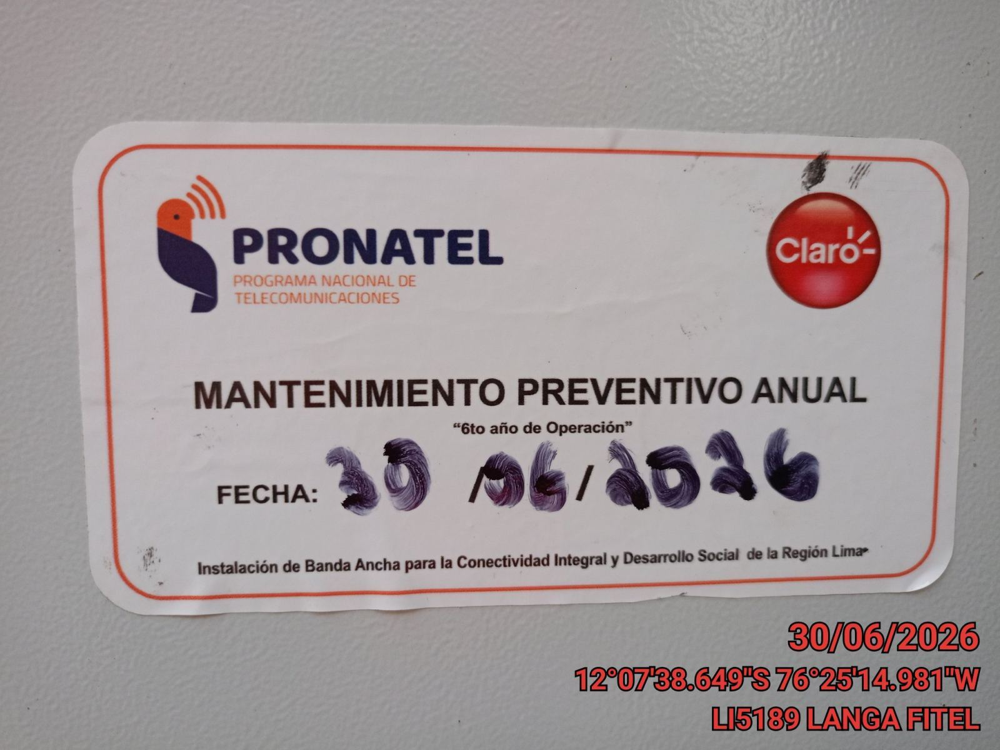 PRONATEL
PROGRAMA NACIONAL DE
TELECOMUNICACIONES
Claro
MANTENIMIENTO PREVENTIVO ANUAL
“6to año de Operación”
FECHA: 30 /06/2026
Instalación de Banda Ancha para la Conectividad Integral y Desarrollo Social de la Región Lima
30/06/2026
12°07'38.649"S 76°25'14.981"W
LI5189 LANGA FITEL